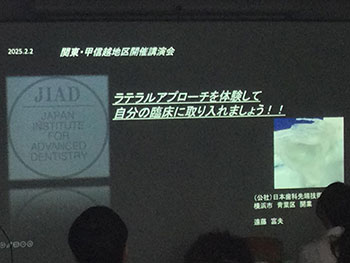 2025.2.2 関東・甲信越地区開催講演会
JIAD
JAPAN
INSTITUTE
FOR
ADVANCED
DENTISTRY
ラテラルアプローチを体験して
自分の臨床に取り入れましょう！！
(公社)日本歯科先端技
横浜市 青葉区 開業
遠藤 富夫